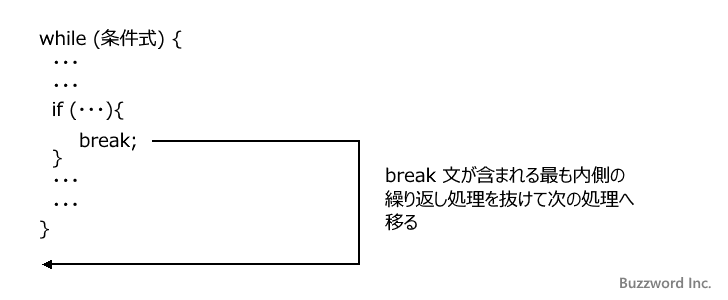 while (条件式) {
･･･
･･･
if (･･･){
break;
}
･･･
･･･
}
break 文が含まれる最も内側の
繰り返し処理を抜けて次の処理へ
移る
Buzzword Inc.